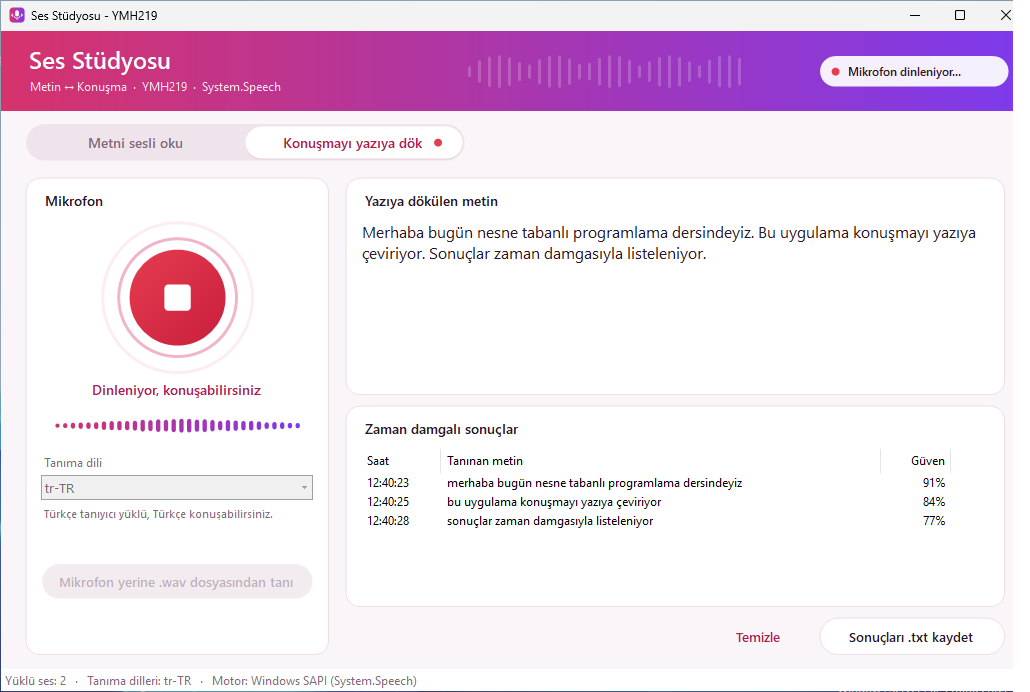 Ses Stüdyosu - YMH219
Ses Stüdyosu
Metin ↔ Konuşma · YMH219 · System.Speech
Mikrofon dinleniyor...
Metni sesli oku
Konuşmayı yazıya dök
Mikrofon
Dinleniyor, konuşabilirsiniz
Tanıma dili
tr-TR
Türkçe tanıyıcı yüklü, Türkçe konuşabilirsiniz.
Mikrofon yerine .wav dosyasından tanı
Yazıya dökülen metin
Merhaba bugün nesne tabanlı programlama dersindeyiz. Bu uygulama konuşmayı yazıya
çeviriyor. Sonuçlar zaman damgasıyla listeleniyor.
Zaman damgalı sonuçlar
Saat Tanınan metin Güven
12:40:23 merhaba bugün nesne tabanlı programlama dersindeyiz 91%
12:40:25 bu uygulama konuşmayı yazıya çeviriyor 84%
12:40:28 sonuçlar zaman damgasıyla listeleniyor 77%
Temizle
Sonuçları .txt kaydet
Yüklü ses: 2 · Tanıma dilleri: tr-TR · Motor: Windows SAPI (System.Speech)